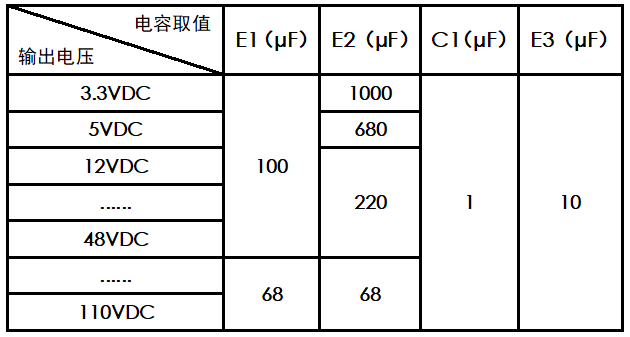 电容取值
输出电压
E1（μF） E2（μF） C1（μF） E3（μF）
3.3VDC 1000
5VDC 680
12VDC 100
...... 220 1 10
48VDC
...... 68 68
110VDC